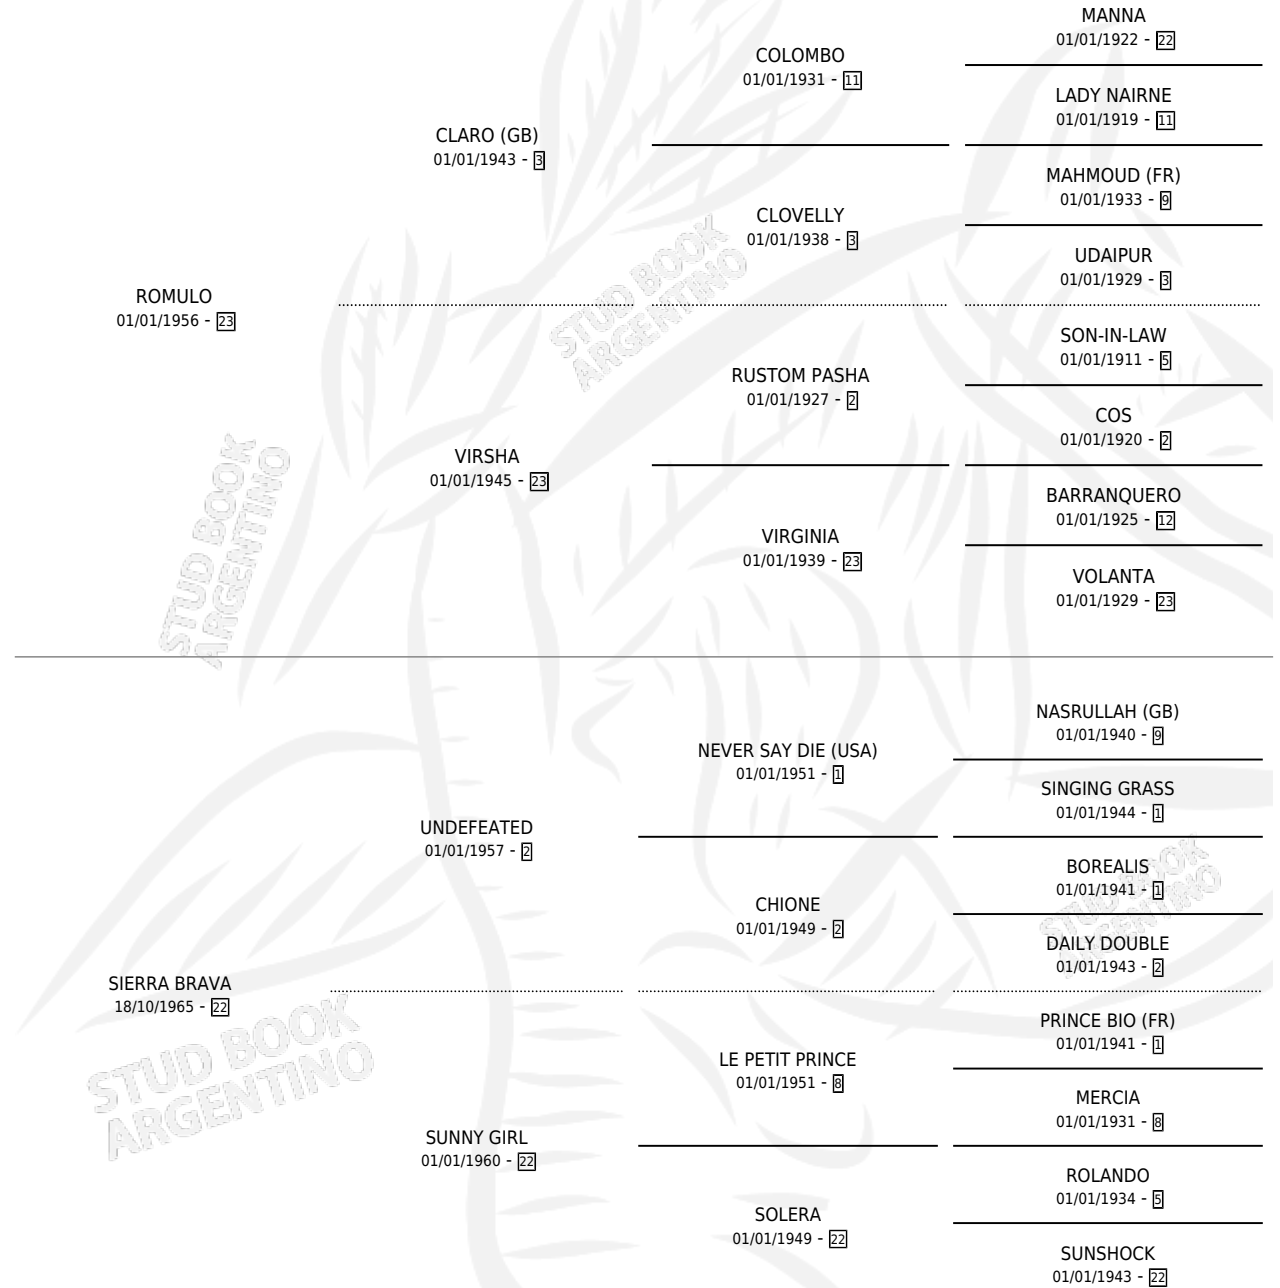 MANNA
01/01/1922 - 22
COLOMBO
01/01/1931 - 11
LADY NAIRNE
01/01/1919 - 11
CLARO (GB)
01/01/1943 - 3
MAHMOUD (FR)
01/01/1933 - 9
CLOVELLY
01/01/1938 - 3
UDAIPUR
01/01/1929 - 3
ROMULO
01/01/1956 - 23
SON-IN-LAW
01/01/1911 - 5
RUSTOM PASHA
01/01/1927 - 2
COS
01/01/1920 - 2
VIRSHA
01/01/1945 - 23
BARRANQUERO
01/01/1925 - 12
VIRGINIA
01/01/1939 - 23
VOLANTA
01/01/1929 - 23
NASRULLAH (GB)
01/01/1940 - 9
NEVER SAY DIE (USA)
01/01/1951 - 1
SINGING GRASS
01/01/1944 - 1
UNDEFEATED
01/01/1957 - 2
BOREALIS
01/01/1941 - 1
CHIONE
01/01/1949 - 2
DAILY DOUBLE
01/01/1943 - 2
SIERRA BRAVA
18/10/1965 - 22
PRINCE BIO (FR)
01/01/1941 - 1
LE PETIT PRINCE
01/01/1951 - 8
MERCIA
01/01/1931 - 8
SUNNY GIRL
01/01/1960 - 22
ROLANDO
01/01/1934 - 5
SOLERA
01/01/1949 - 22
SUNSHOCK
01/01/1943 - 22
STUD BOOK
ARGENTINO
STUD BOOK
ARGENTINO
STUD BOOK
ARGENTINO
STUD BOOK
ARGENTINO